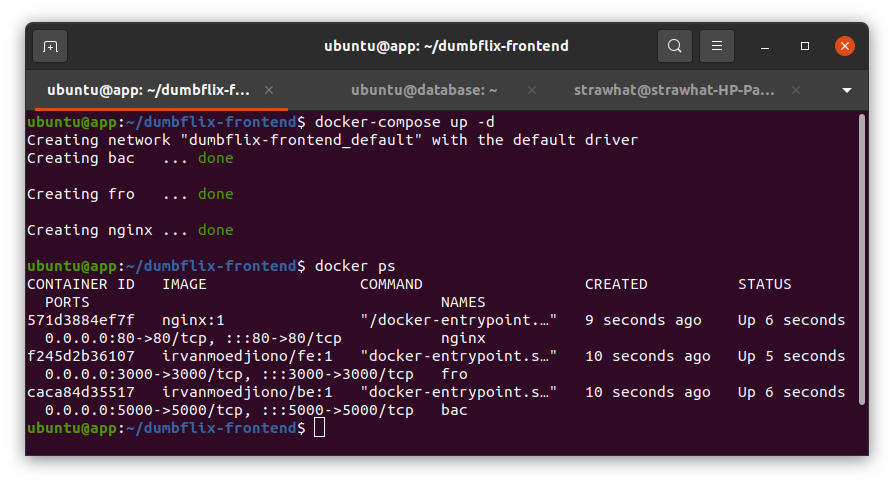 ubuntu@app: ~/dumbflix-frontend
ubuntu@app: ~/dumbflix-f...
ubuntu@database: ~
strawhat@strawhat-HP-Pa...
ubuntu@app:~/dumbflix-frontend$ docker-compose up -d
Creating network "dumbflix-frontend_default" with the default driver
Creating bac   ... done
Creating fro   ... done
Creating nginx ... done
ubuntu@app:~/dumbflix-frontend$ docker ps
CONTAINER ID   IMAGE                 COMMAND                  CREATED          STATUS
  PORTS                                       NAMES
571d3884ef7f   nginx:1               "/docker-entrypoint.…"   9 seconds ago    Up 6 seconds
  0.0.0.0:80->80/tcp, :::80->80/tcp           nginx
f245d2b36107   irvanmoedjiono/fe:1   "docker-entrypoint.s…"   10 seconds ago   Up 5 seconds
  0.0.0.0:3000->3000/tcp, :::3000->3000/tcp   fro
caca84d35517   irvanmoedjiono/be:1   "docker-entrypoint.s…"   10 seconds ago   Up 6 seconds
  0.0.0.0:5000->5000/tcp, :::5000->5000/tcp   bac
ubuntu@app:~/dumbflix-frontend$